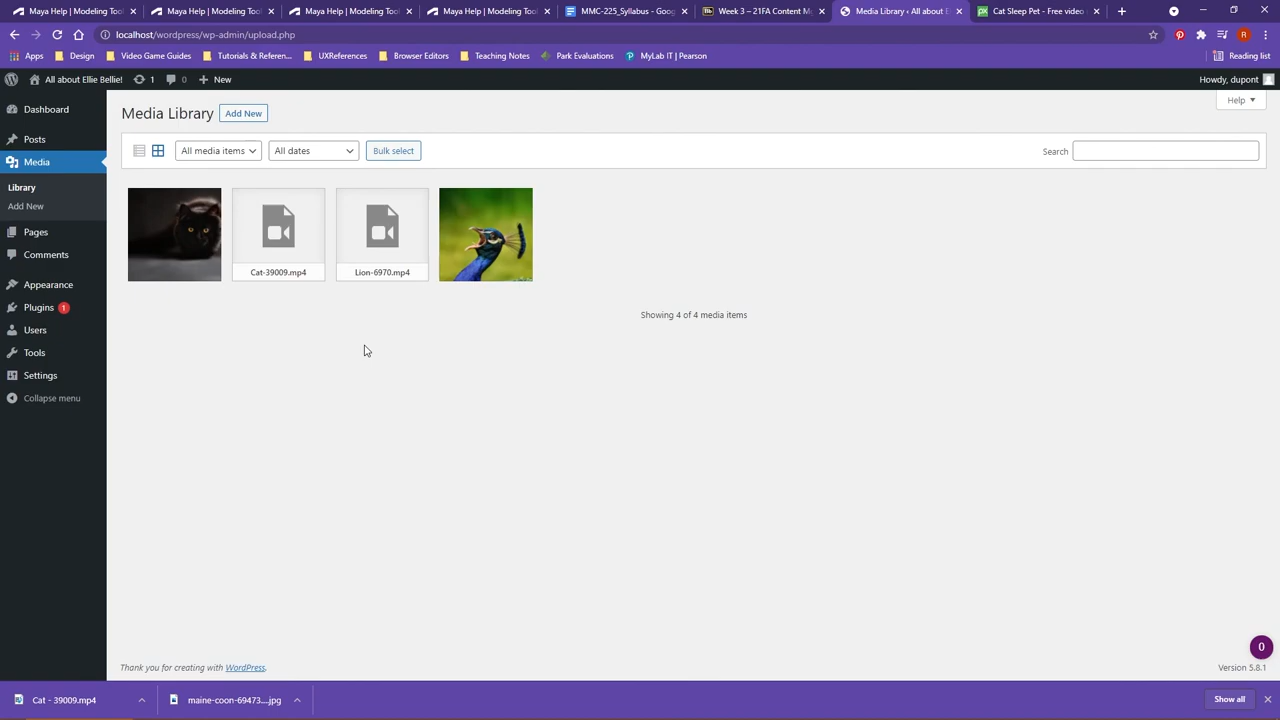 Maya Help | Modeling Tool
Maya Help | Modeling Tool
Maya Help | Modeling Tool
Maya Help | Modeling Tool
MMC-225_Syllabus - Goog
Week 3 – 21FA Content M
Media Library ‹ All about E
Cat Sleep Pet - Free video
localhost/wordpress/wp-admin/upload.php
R
Apps
Design
Video Game Guides
Tutorials & Referen...
UXReferences
Browser Editors
Teaching Notes
Park Evaluations
MyLab IT | Pearson
Reading list
All about Ellie Bellie!
1
0
New
Howdy, dupont
Dashboard
Posts
Media
Library
Add New
Pages
Comments
Appearance
Plugins 1
Users
Tools
Settings
Collapse menu
Media Library
Add New
Help
All media items
All dates
Bulk select
Search
Cat-39009.mp4
Lion-6970.mp4
Showing 4 of 4 media items
0
Thank you for creating with WordPress.
Version 5.8.1
Cat - 39009.mp4
maine-coon-69473....jpg
Show all